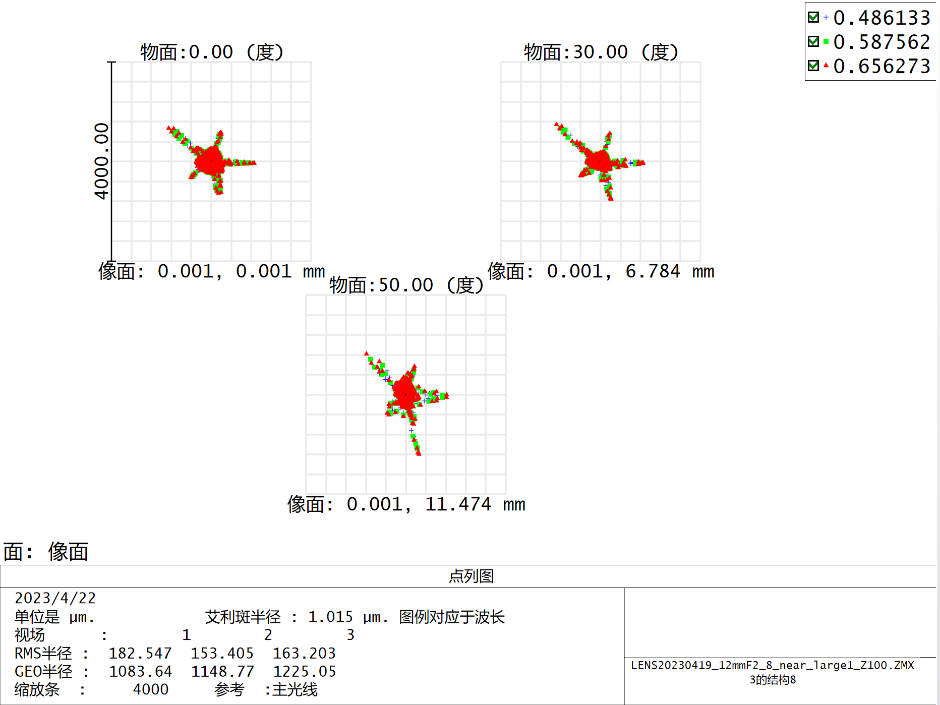 0.486133
0.587562
0.656273
物面:0.00 (度)
物面:30.00 (度)
4000.00
像面: 0.001, 0.001 mm
像面: 0.001, 6.784 mm
物面:50.00 (度)
像面: 0.001, 11.474 mm
面: 像面
点列图
2023/4/22
单位是 µm. 艾利斑半径 : 1.015 µm. 图例对应于波长
视场 : 1 2 3
RMS半径 : 182.547 153.405 163.203
GEO半径 : 1083.64 1148.77 1225.05
缩放条 : 4000 参考 :主光线
LENS20230419_12mmF2_8_near_largel_Z100.ZMX
3的结构8